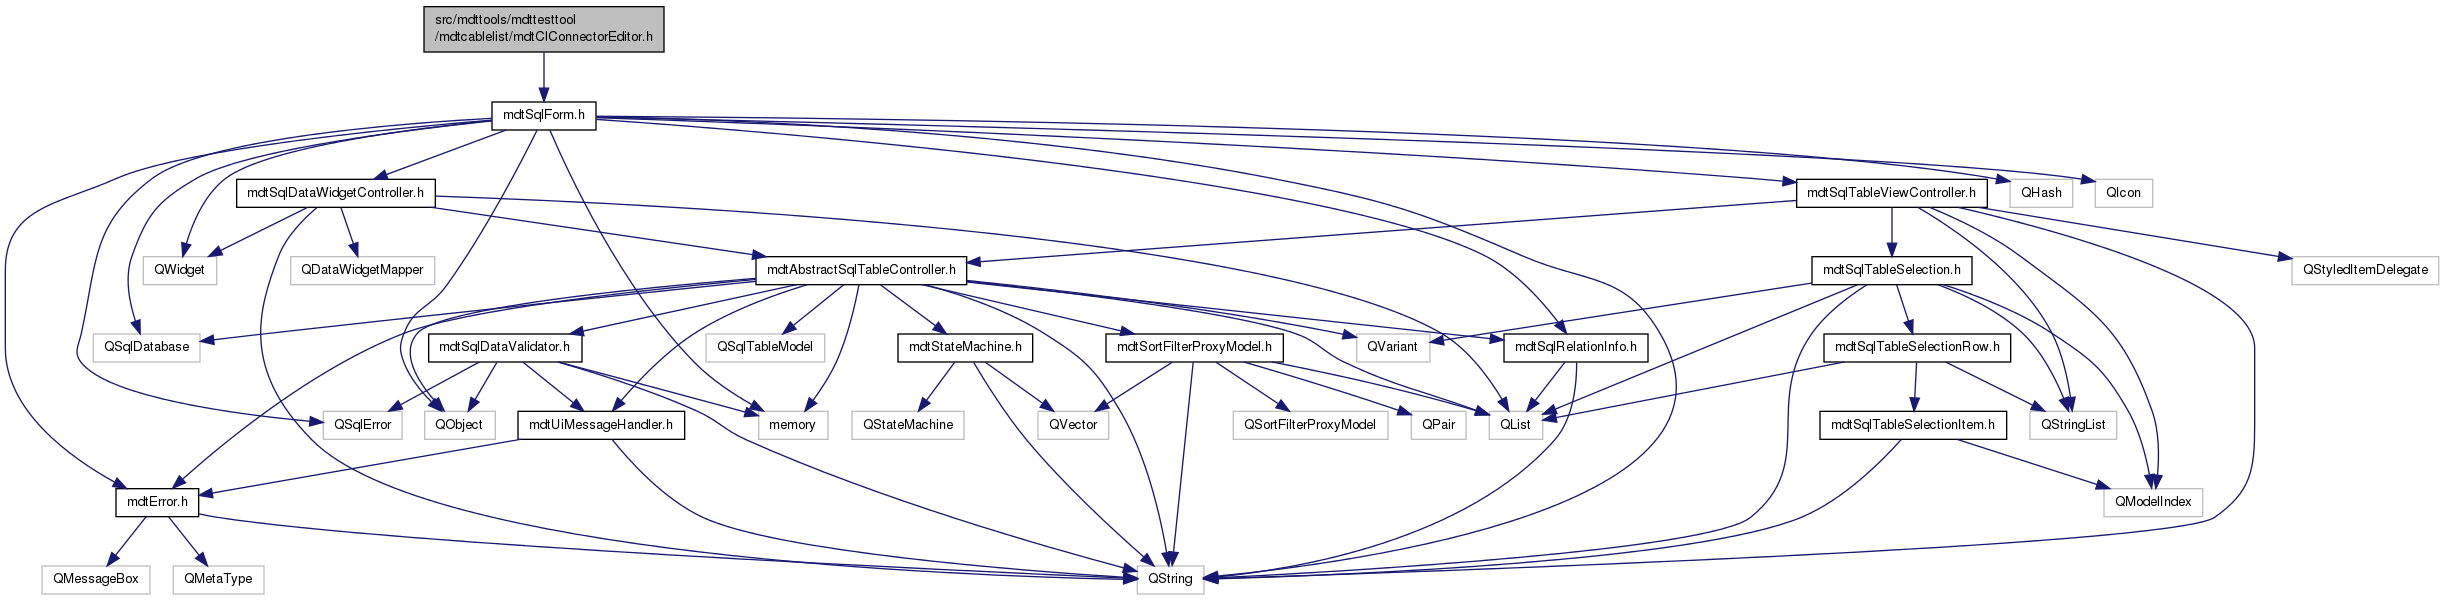 src/mdttools/mdttesttool
/mdtcablelist/mdtClConnectorEditor.h
mdtSqlForm.h
mdtSqlDataWidgetController.h
mdtSqlTableViewController.h
QHash
QIcon
QWidget
QDataWidgetMapper
mdtAbstractSqlTableController.h
mdtSqlTableSelection.h
QStyledItemDelegate
QSqlDatabase
mdtSqlDataValidator.h
QSqlTableModel
mdtStateMachine.h
mdtSortFilterProxyModel.h
QVariant
mdtSqlRelationInfo.h
mdtSqlTableSelectionRow.h
QSqlError
QObject
mdtUiMessageHandler.h
memory
QStateMachine
QVector
QSortFilterProxyModel
QPair
QList
mdtSqlTableSelectionItem.h
QStringList
mdtError.h
QModelIndex
QMessageBox
QMetaType
QString